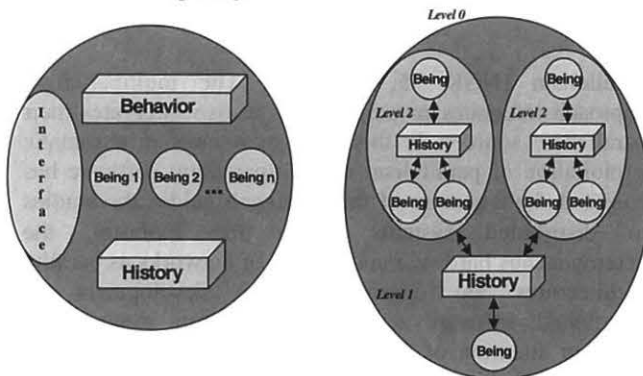 Interface
Behavior
Being 1 Being 2 ... Being n
History
Level 0
Being Being
Level 2 Level 2
History History
Being Being Being Being
History
Level 1
Being